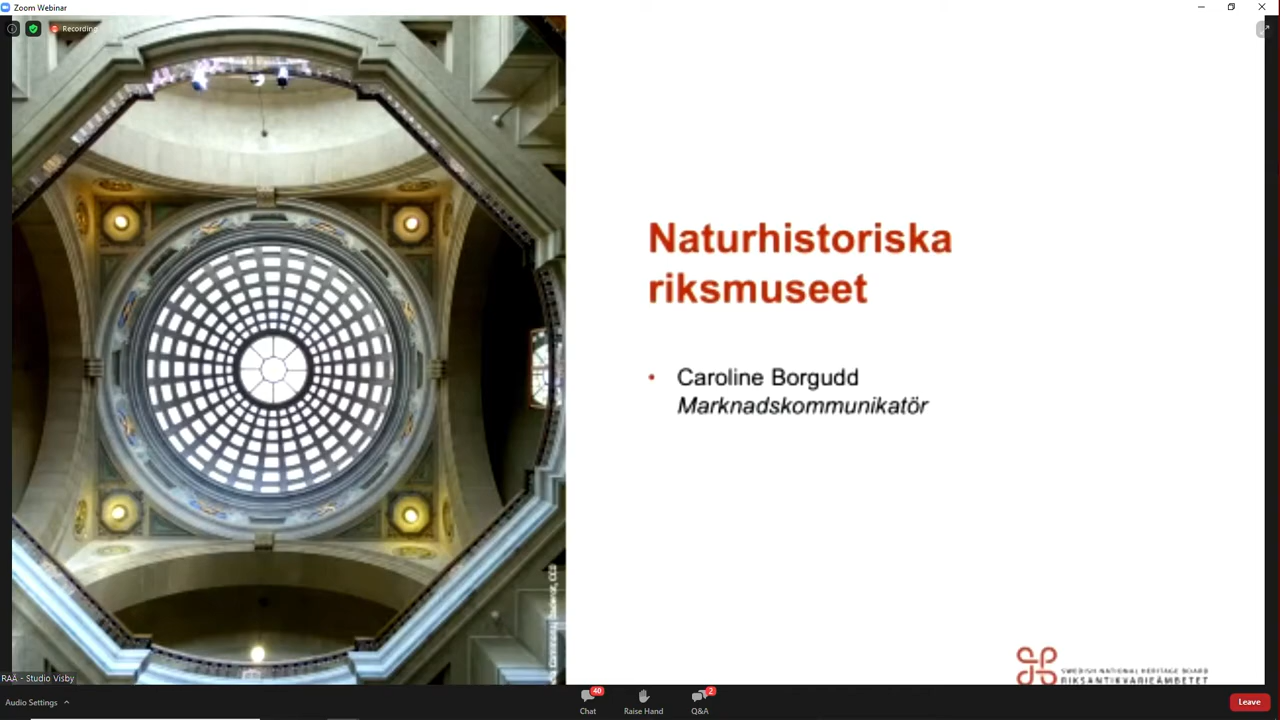 Zoom Webinar
Recording
Naturhistoriska
riksmuseet
• Caroline Borgudd
Marknadskommunikatör
SWEDISH NATIONAL HERITAGE BOARD
RIKSANTIKVARIEÄMBETET
RAÄ - Studio Visby
Audio Settings
40
Chat
Raise Hand
2
Q&A
Leave